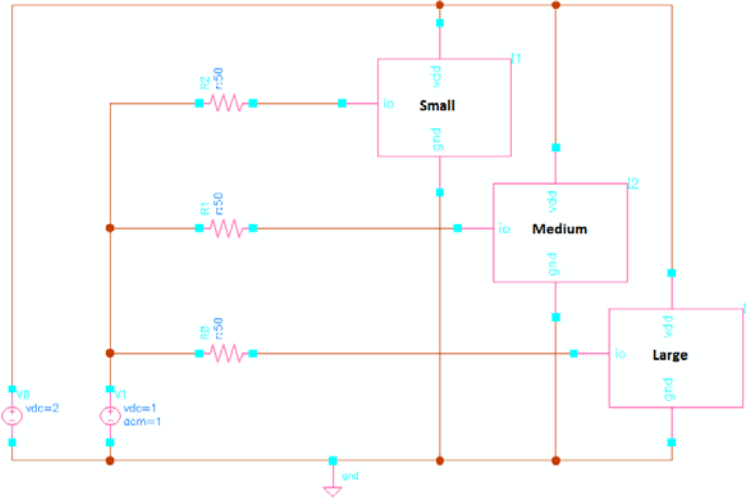 I1
vdd
R2
r:50
io
Small
gnd
I2
vdd
R1
r:50
io
Medium
gnd
vdd
R0
r:50
io
Large
gnd
V0
vdc=2
V1
vdc=1
acm=1
gnd